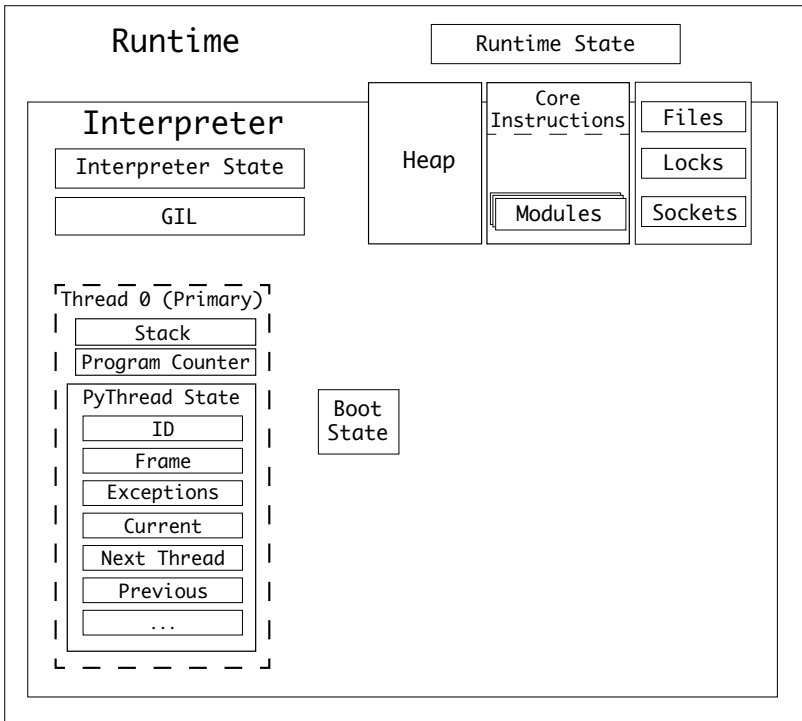 Runtime
Runtime State
Interpreter
Interpreter State
GIL
Heap
Core
Instructions
Modules
Files
Locks
Sockets
Thread 0 (Primary)
Stack
Program Counter
PyThread State
ID
Frame
Exceptions
Current
Next Thread
Previous
...
Boot
State